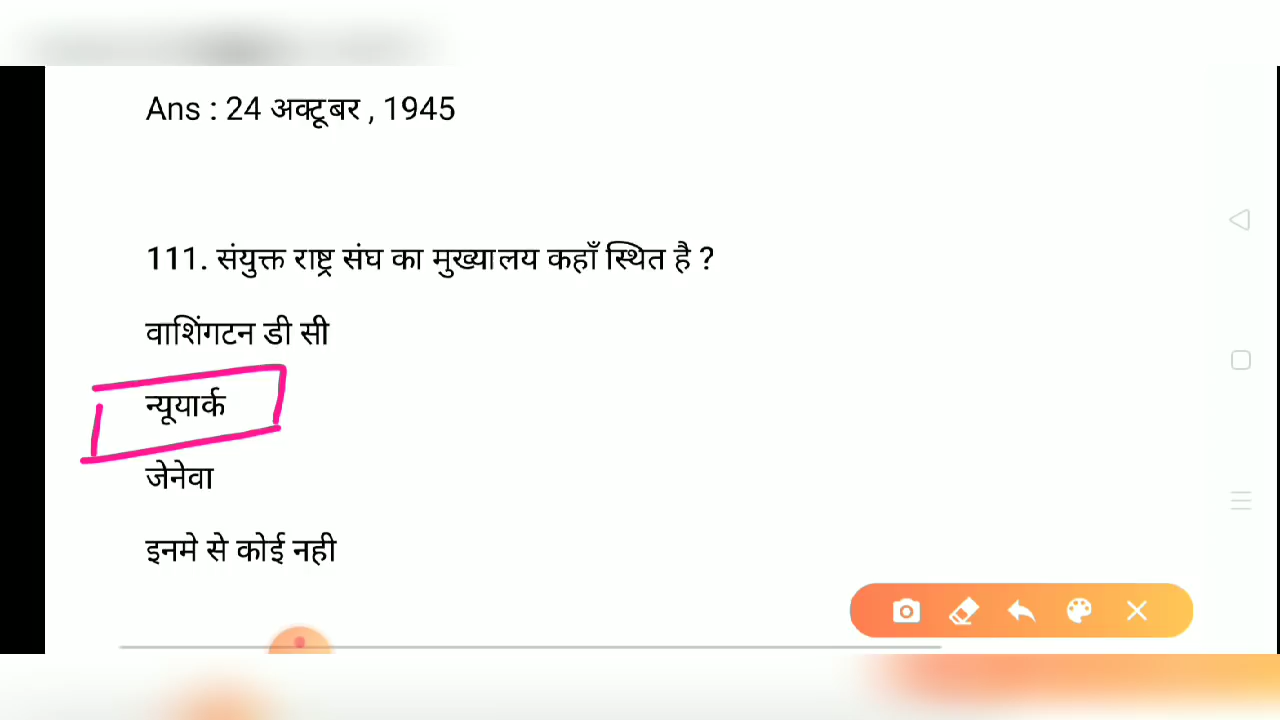 Ans : 24 अक्टूबर , 1945
111. संयुक्त राष्ट्र संघ का मुख्यालय कहाँ स्थित है ?
वाशिंगटन डी सी
न्यूयार्क
जेनेवा
इनमे से कोई नही